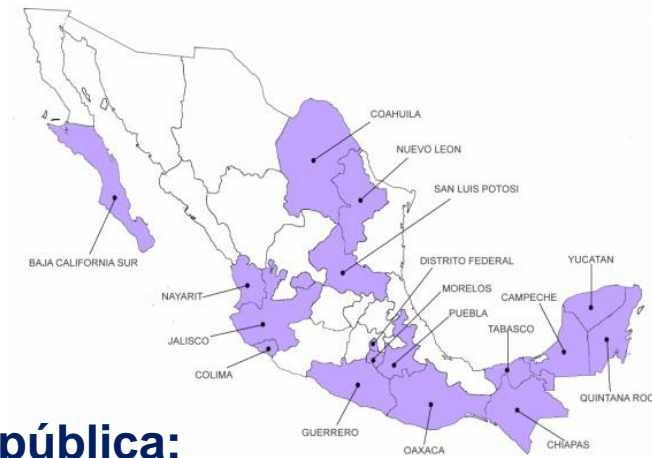 COAHUILA
NUEVO LEON
SAN LUIS POTOSI
DISTRITO FEDERAL
YUCATAN
BAJA CALIFORNIA SUR
MORELOS
CAMPECHE
NAYARIT
PUEBLA
TABASCO
JALISCO
COLIMA
QUINTANA ROO
GUERRERO
CHIAPAS
OAXACA
pública: